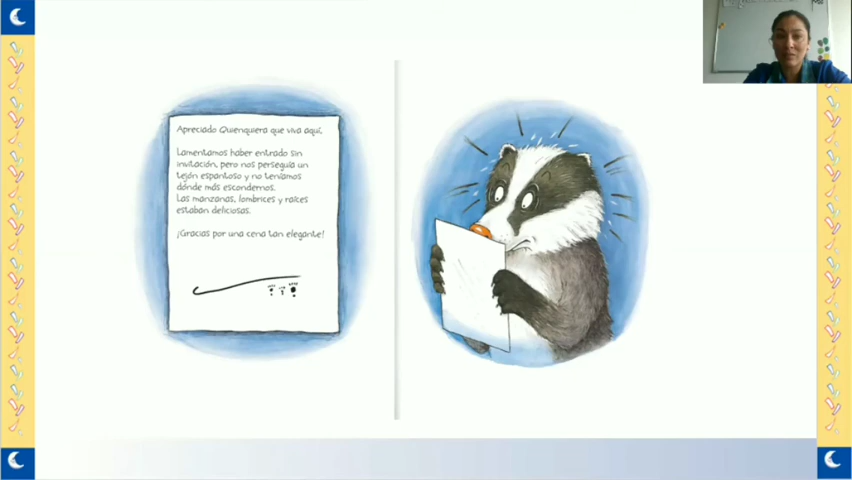 Apreciado Quienquiera que viva aquí,
Lamentamos haber entrado sin
invitación, pero nos perseguía un
tejón espantoso y no teníamos
dónde más escondernos.
Las manzanas, lombrices y raíces
estaban deliciosas.
¡Gracias por una cena tan elegante!